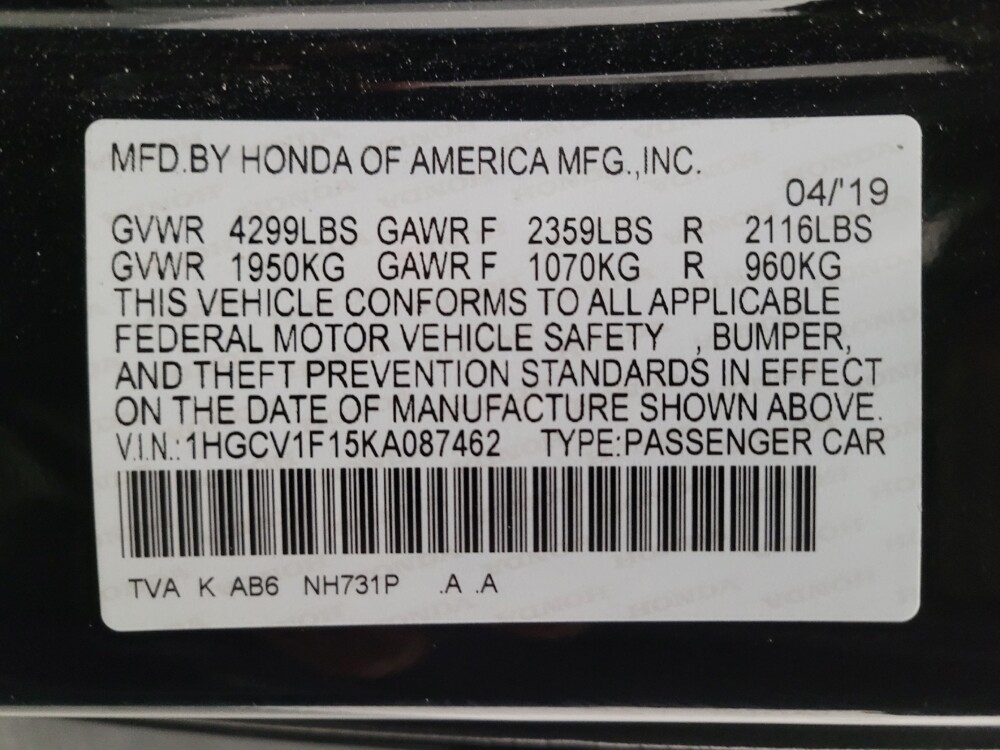 MFD.BY HONDA OF AMERICA MFG.,INC.
04/'19
GVWR 4299LBS GAWR F 2359LBS R 2116LBS
GVWR 1950KG GAWR F 1070KG R 960KG
THIS VEHICLE CONFORMS TO ALL APPLICABLE
FEDERAL MOTOR VEHICLE SAFETY , BUMPER,
AND THEFT PREVENTION STANDARDS IN EFFECT
ON THE DATE OF MANUFACTURE SHOWN ABOVE.
V.I.N.:1HGCV1F15KA087462 TYPE:PASSENGER CAR
TVA K AB6 NH731P .A .A